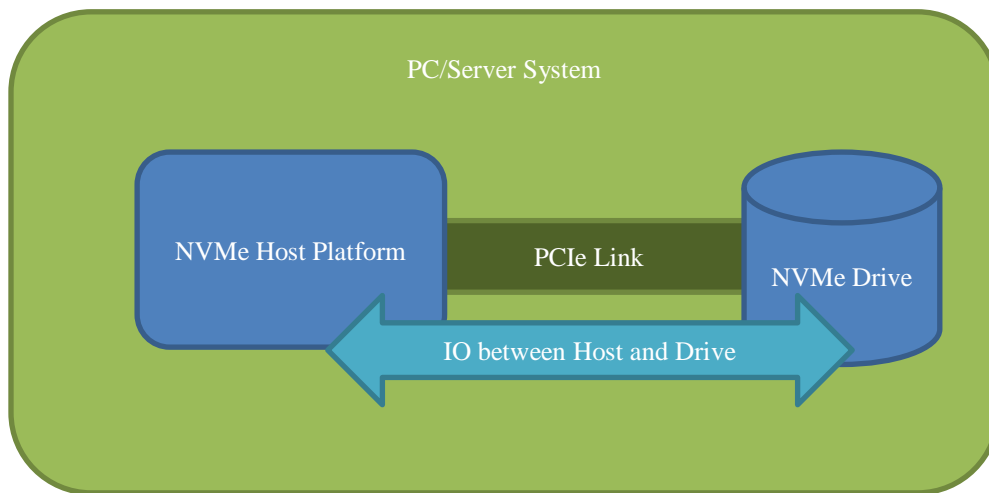 PC/Server System
NVMe Host Platform
PCIe Link
NVMe Drive
IO between Host and Drive